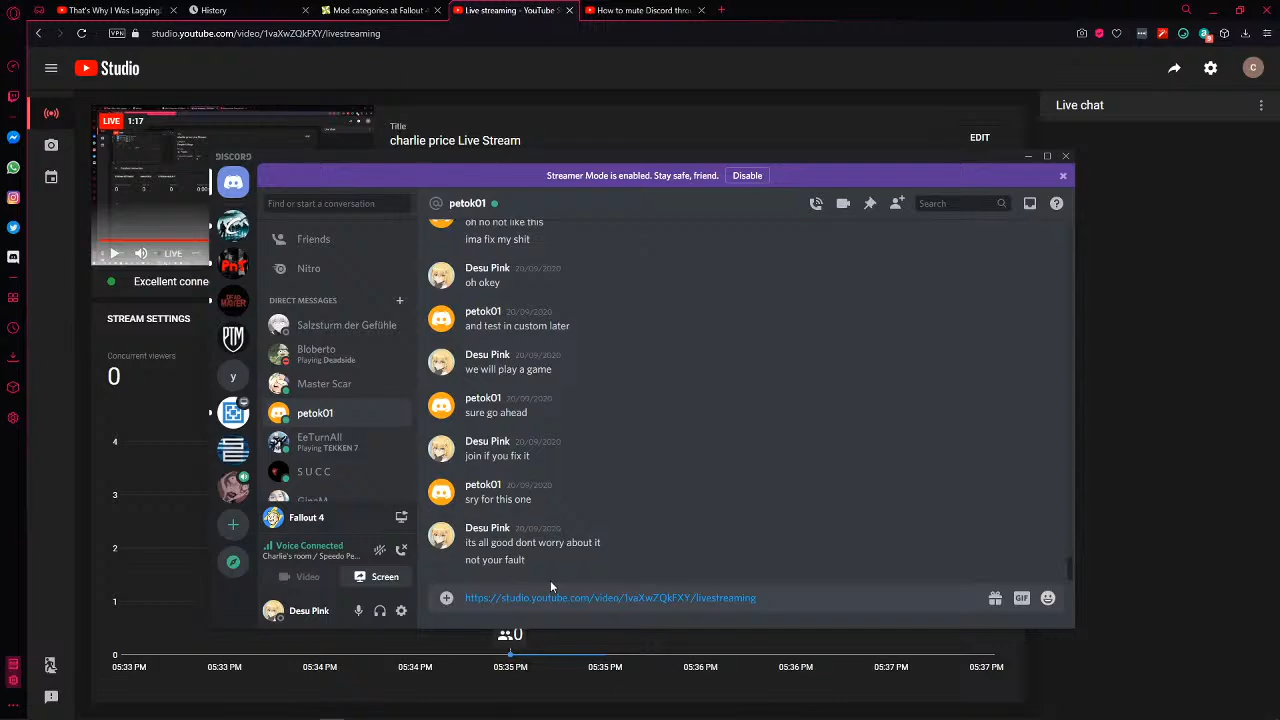 That's Why I Was Lagging
History
Mod categories at Fallout 4
Live streaming - YouTube S
How to mute Discord thro
VPN
studio.youtube.com/video/1vaXwZQkFXY/livestreaming
Studio
C
LIVE 1:17
Title
charlie price Live Stream
EDIT
Live chat
LIVE
Excellent conne
STREAM SETTINGS
Concurrent viewers
0
4
3
2
1
0
0
05:33 PM 05:33 PM 05:34 PM 05:34 PM 05:35 PM 05:35 PM 05:36 PM 05:36 PM 05:37 PM 05:37 PM
DISCORD
Streamer Mode is enabled. Stay safe, friend.
Disable
Find or start a conversation
@ petok01
Search
Friends
Nitro
DIRECT MESSAGES
Salzsturm der Gefühle
Bloberto
Playing Deadside
Master Scar
petok01
EeTurnAll
Playing TEKKEN 7
S U C C
GinaM
PTM
y
Fallout 4
Voice Connected
Charlie's room / Speedo Pe...
Video
Screen
Desu Pink
oh no not like this
ima fix my shit
Desu Pink 20/09/2020
oh okey
petok01 20/09/2020
and test in custom later
Desu Pink 20/09/2020
we will play a game
petok01 20/09/2020
sure go ahead
Desu Pink 20/09/2020
join if you fix it
petok01 20/09/2020
sry for this one
Desu Pink 20/09/2020
its all good dont worry about it
not your fault
https://studio.youtube.com/video/1vaXwZQkFXY/livestreaming
GIF